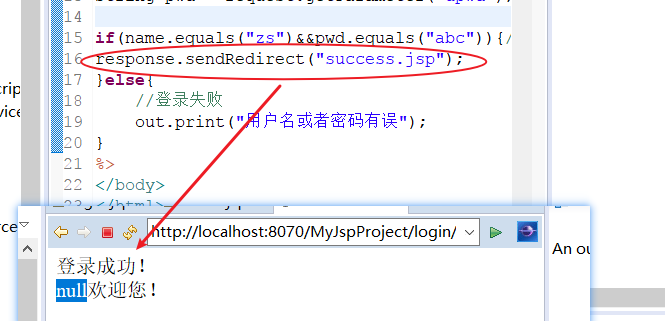 14
15 if(name.equals("zs")&&pwd.equals("abc")){/
16 response.sendRedirect("success.jsp");
17 }else{
18 //登录失败
19 out.print("用户名或者密码有误");
20 }
21 %>
22 </body>
23 </html>
http://localhost:8070/MyJspProject/login/
登录成功！
null欢迎您！
An ou